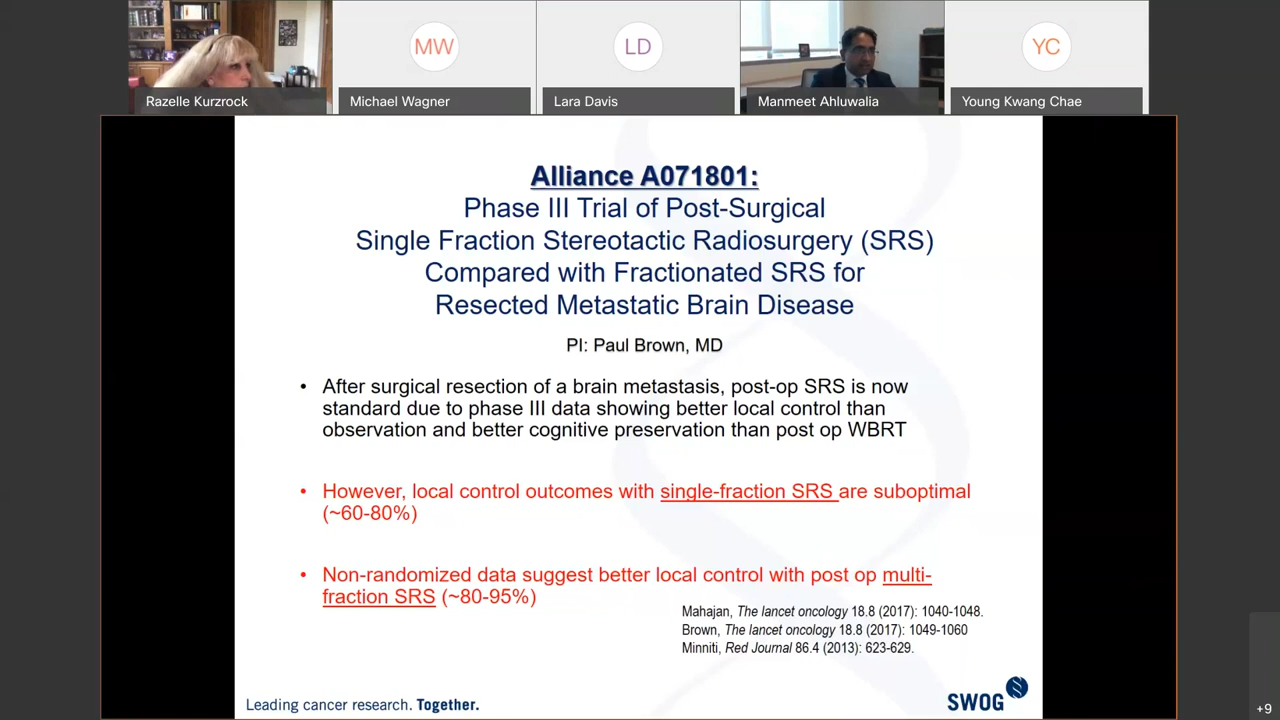 MW
LD
YC
Razelle Kurzrock
Michael Wagner
Lara Davis
Manmeet Ahluwalia
Young Kwang Chae
Alliance A071801:
Phase III Trial of Post-Surgical
Single Fraction Stereotactic Radiosurgery (SRS)
Compared with Fractionated SRS for
Resected Metastatic Brain Disease
PI: Paul Brown, MD
• After surgical resection of a brain metastasis, post-op SRS is now
standard due to phase III data showing better local control than
observation and better cognitive preservation than post op WBRT
• However, local control outcomes with single-fraction SRS are suboptimal
(~60-80%)
• Non-randomized data suggest better local control with post op multi-
fraction SRS (~80-95%)
Mahajan, The lancet oncology 18.8 (2017): 1040-1048.
Brown, The lancet oncology 18.8 (2017): 1049-1060
Minniti, Red Journal 86.4 (2013): 623-629.
Leading cancer research. Together.
SWOG
+9